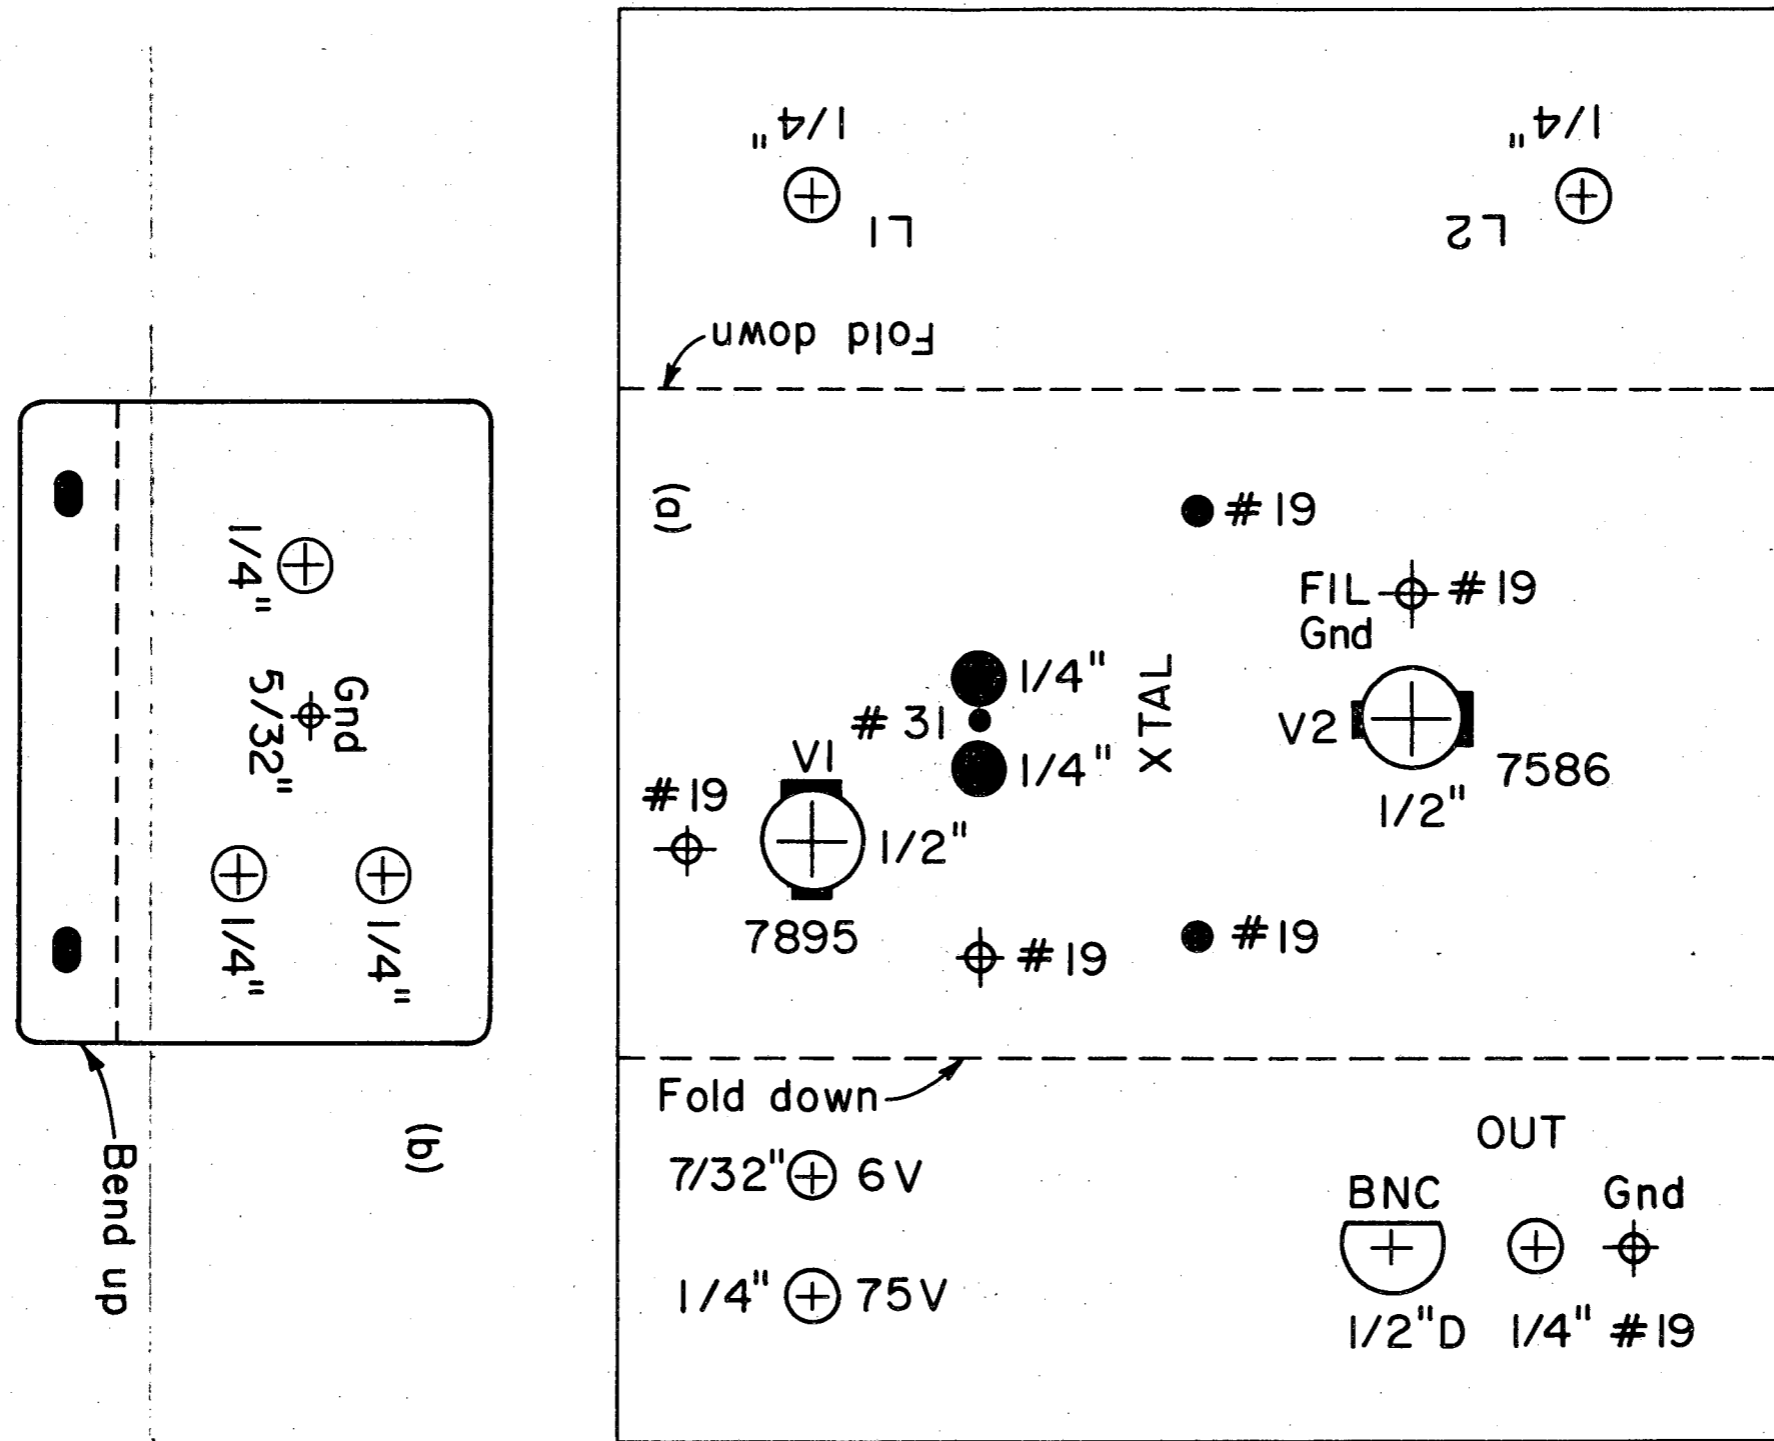 1/4"
L1
1/4"
L2
Fold down
(a)
#19
FIL
Gnd
#19
1/4"
#31
1/4"
XTAL
V2
7586
1/2"
V1
#19
1/2"
7895
#19
#19
Fold down
7/32" 6V
1/4" 75V
OUT
BNC
Gnd
1/2"D 1/4" #19
1/4"
Gnd
5/32"
1/4"
1/4"
Bend up
(b)